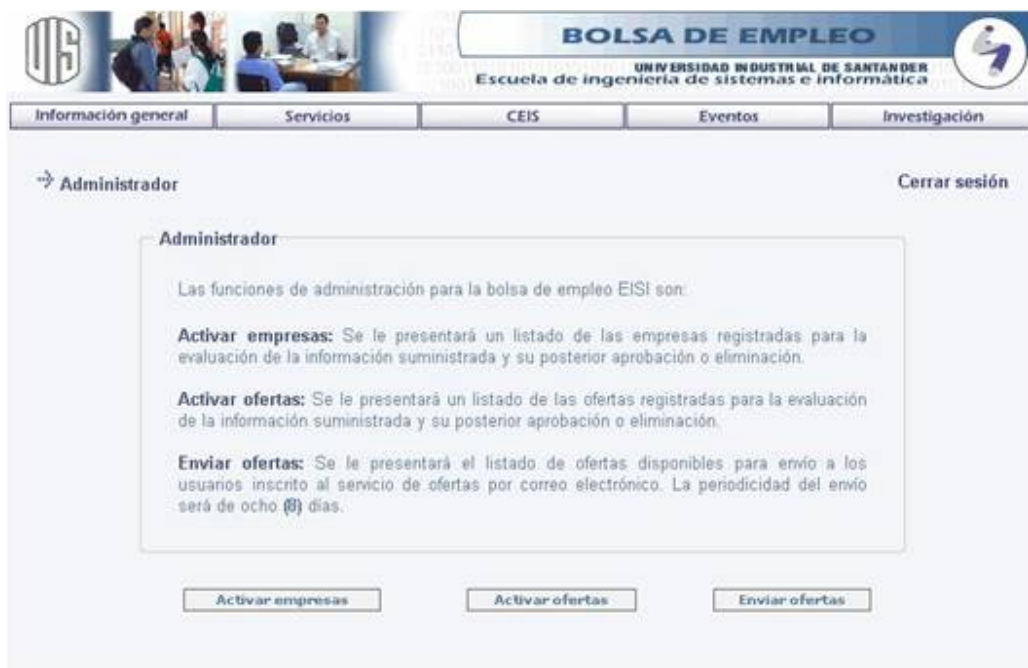 UIS
BOLSA DE EMPLEO
UNIVERSIDAD INDUSTRIAL DE SANTANDER
Escuela de ingeniería de sistemas e informática
Información general
Servicios
CEIS
Eventos
Investigación
Administrador
Cerrar sesión
Administrador
Las funciones de administración para la bolsa de empleo EISI son:
Activar empresas: Se le presentará un listado de las empresas registradas para la
evaluación de la información suministrada y su posterior aprobación o eliminación.
Activar ofertas: Se le presentará un listado de las ofertas registradas para la evaluación
de la información suministrada y su posterior aprobación o eliminación.
Enviar ofertas: Se le presentará el listado de ofertas disponibles para envío a los
usuarios inscrito al servicio de ofertas por correo electrónico. La periodicidad del envío
será de ocho (8) días.
Activar empresas
Activar ofertas
Enviar ofertas